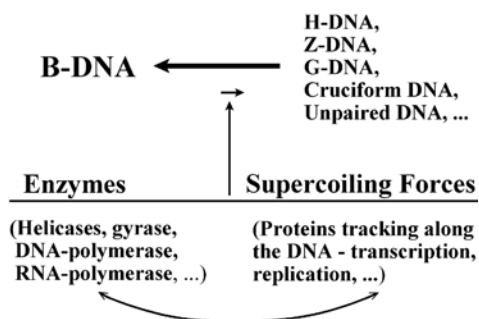 H-DNA,
Z-DNA,
B-DNA
G-DNA,
Cruciform DNA,
Unpaired DNA, ...
Enzymes
Supercoiling Forces
(Helicases, gyrase,
DNA-polymerase,
RNA-polymerase, ...)
(Proteins tracking along
the DNA - transcription,
replication, ...)